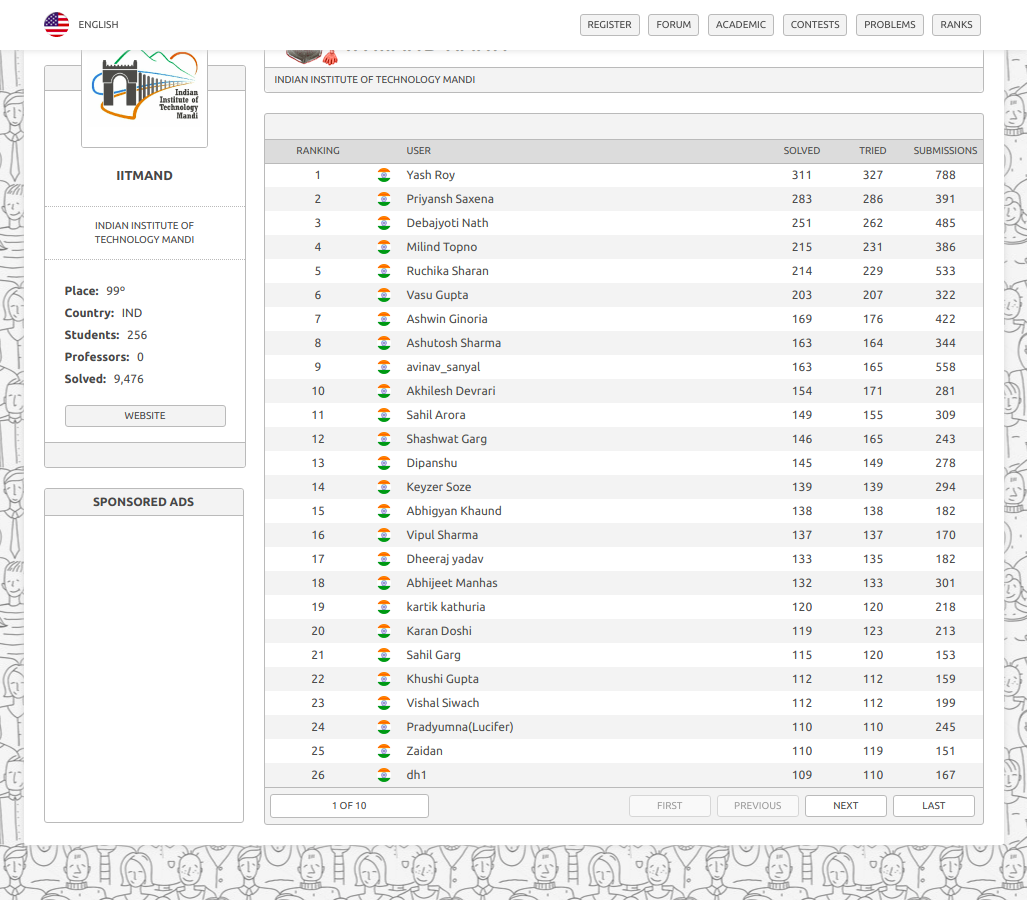 ENGLISH
REGISTER
FORUM
ACADEMIC
CONTESTS
PROBLEMS
RANKS
Indian
Institute of
Technology
Mandi
IITMAND
INDIAN INSTITUTE OF
TECHNOLOGY MANDI
Place: 99º
Country: IND
Students: 256
Professors: 0
Solved: 9,476
WEBSITE
SPONSORED ADS
INDIAN INSTITUTE OF TECHNOLOGY MANDI
RANKING USER SOLVED TRIED SUBMISSIONS
1 Yash Roy 311 327 788
2 Priyansh Saxena 283 286 391
3 Debajyoti Nath 251 262 485
4 Milind Topno 215 231 386
5 Ruchika Sharan 214 229 533
6 Vasu Gupta 203 207 322
7 Ashwin Ginoria 169 176 422
8 Ashutosh Sharma 163 164 344
9 avinav_sanyal 163 165 558
10 Akhilesh Devrari 154 171 281
11 Sahil Arora 149 155 309
12 Shashwat Garg 146 165 243
13 Dipanshu 145 149 278
14 Keyzer Soze 139 139 294
15 Abhigyan Khaund 138 138 182
16 Vipul Sharma 137 137 170
17 Dheeraj yadav 133 135 182
18 Abhijeet Manhas 132 133 301
19 kartik kathuria 120 120 218
20 Karan Doshi 119 123 213
21 Sahil Garg 115 120 153
22 Khushi Gupta 112 112 159
23 Vishal Siwach 112 112 199
24 Pradyumna(Lucifer) 110 110 245
25 Zaidan 110 119 151
26 dh1 109 110 167
1 OF 10
FIRST
PREVIOUS
NEXT
LAST